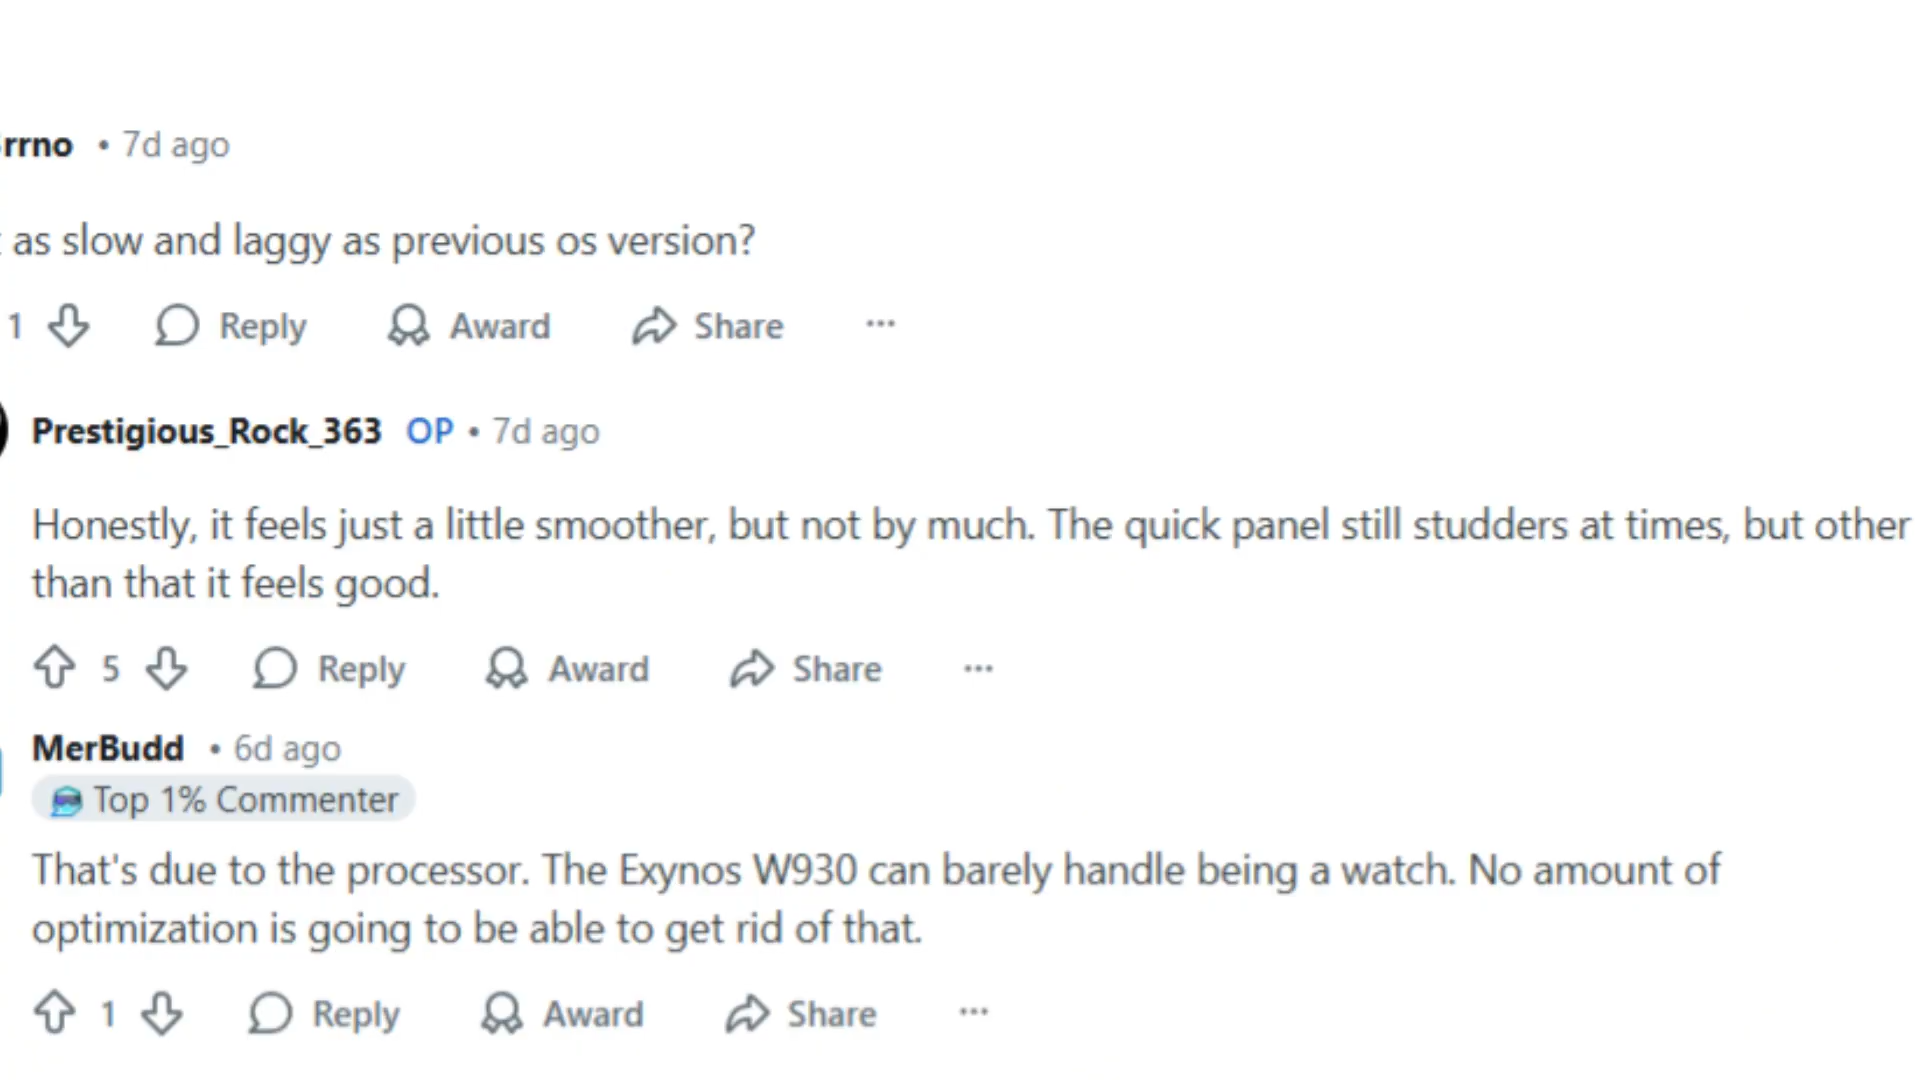 rrno • 7d ago
as slow and laggy as previous os version?
1 Reply Award Share ...
Prestigious_Rock_363 OP • 7d ago
Honestly, it feels just a little smoother, but not by much. The quick panel still studders at times, but other
than that it feels good.
5 Reply Award Share ...
MerBudd • 6d ago
Top 1% Commenter
That's due to the processor. The Exynos W930 can barely handle being a watch. No amount of
optimization is going to be able to get rid of that.
1 Reply Award Share ...